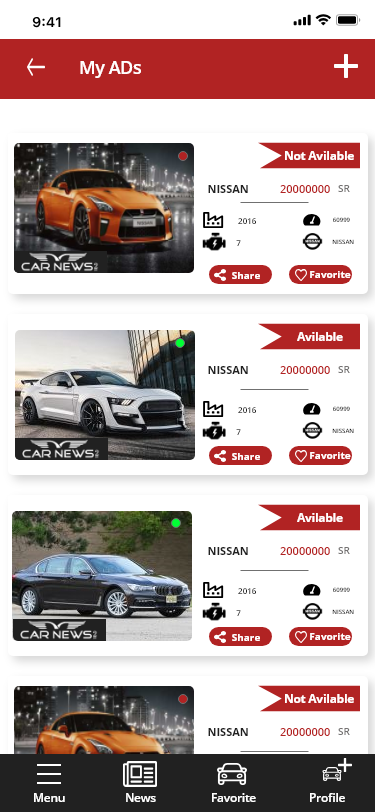 9:41
My ADs
Not Avilable
NISSAN 20000000 SR
2016 60999
7 NISSAN
Share Favorite
CAR NEWS
Avilable
NISSAN 20000000 SR
2016 60999
7 NISSAN
Share Favorite
CAR NEWS
Avilable
NISSAN 20000000 SR
2016 60999
7 NISSAN
Share Favorite
CAR NEWS
Not Avilable
NISSAN 20000000 SR
Menu News Favorite Profile